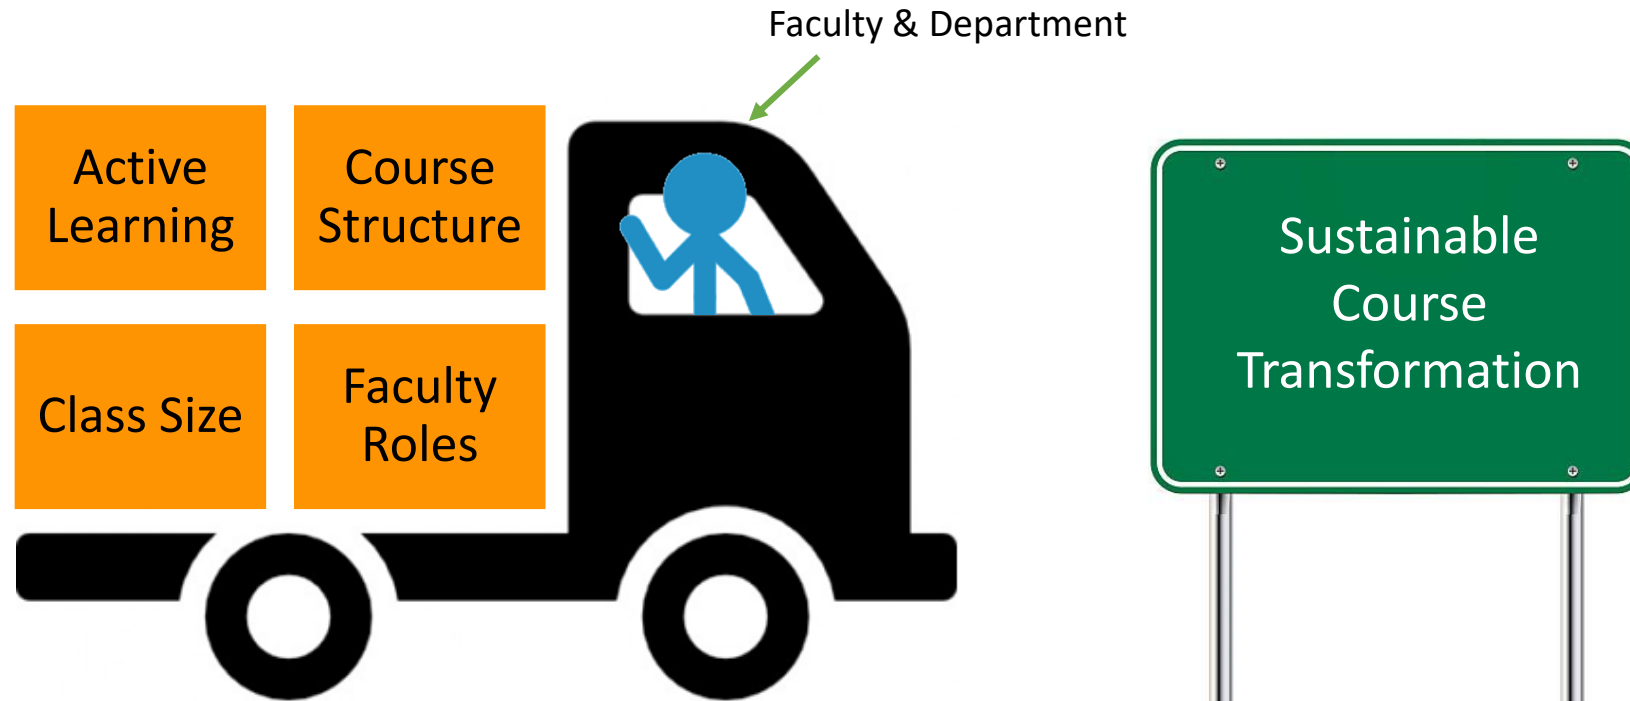 Faculty & Department
Active
Learning
Course
Structure
Class Size
Faculty
Roles
Sustainable
Course
Transformation